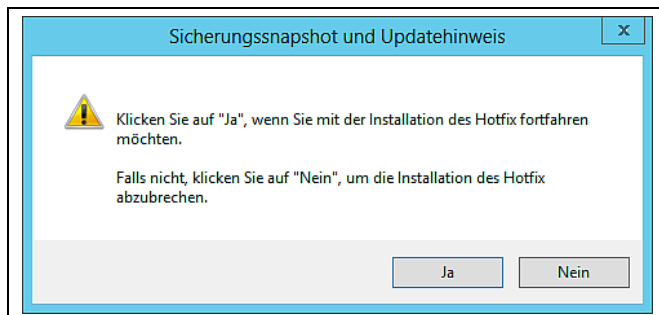 Sicherungssnapshot und Updatehinweis
x
Klicken Sie auf "Ja", wenn Sie mit der Installation des Hotfix fortfahren
möchten.
Falls nicht, klicken Sie auf "Nein", um die Installation des Hotfix
abzubrechen.
Ja
Nein